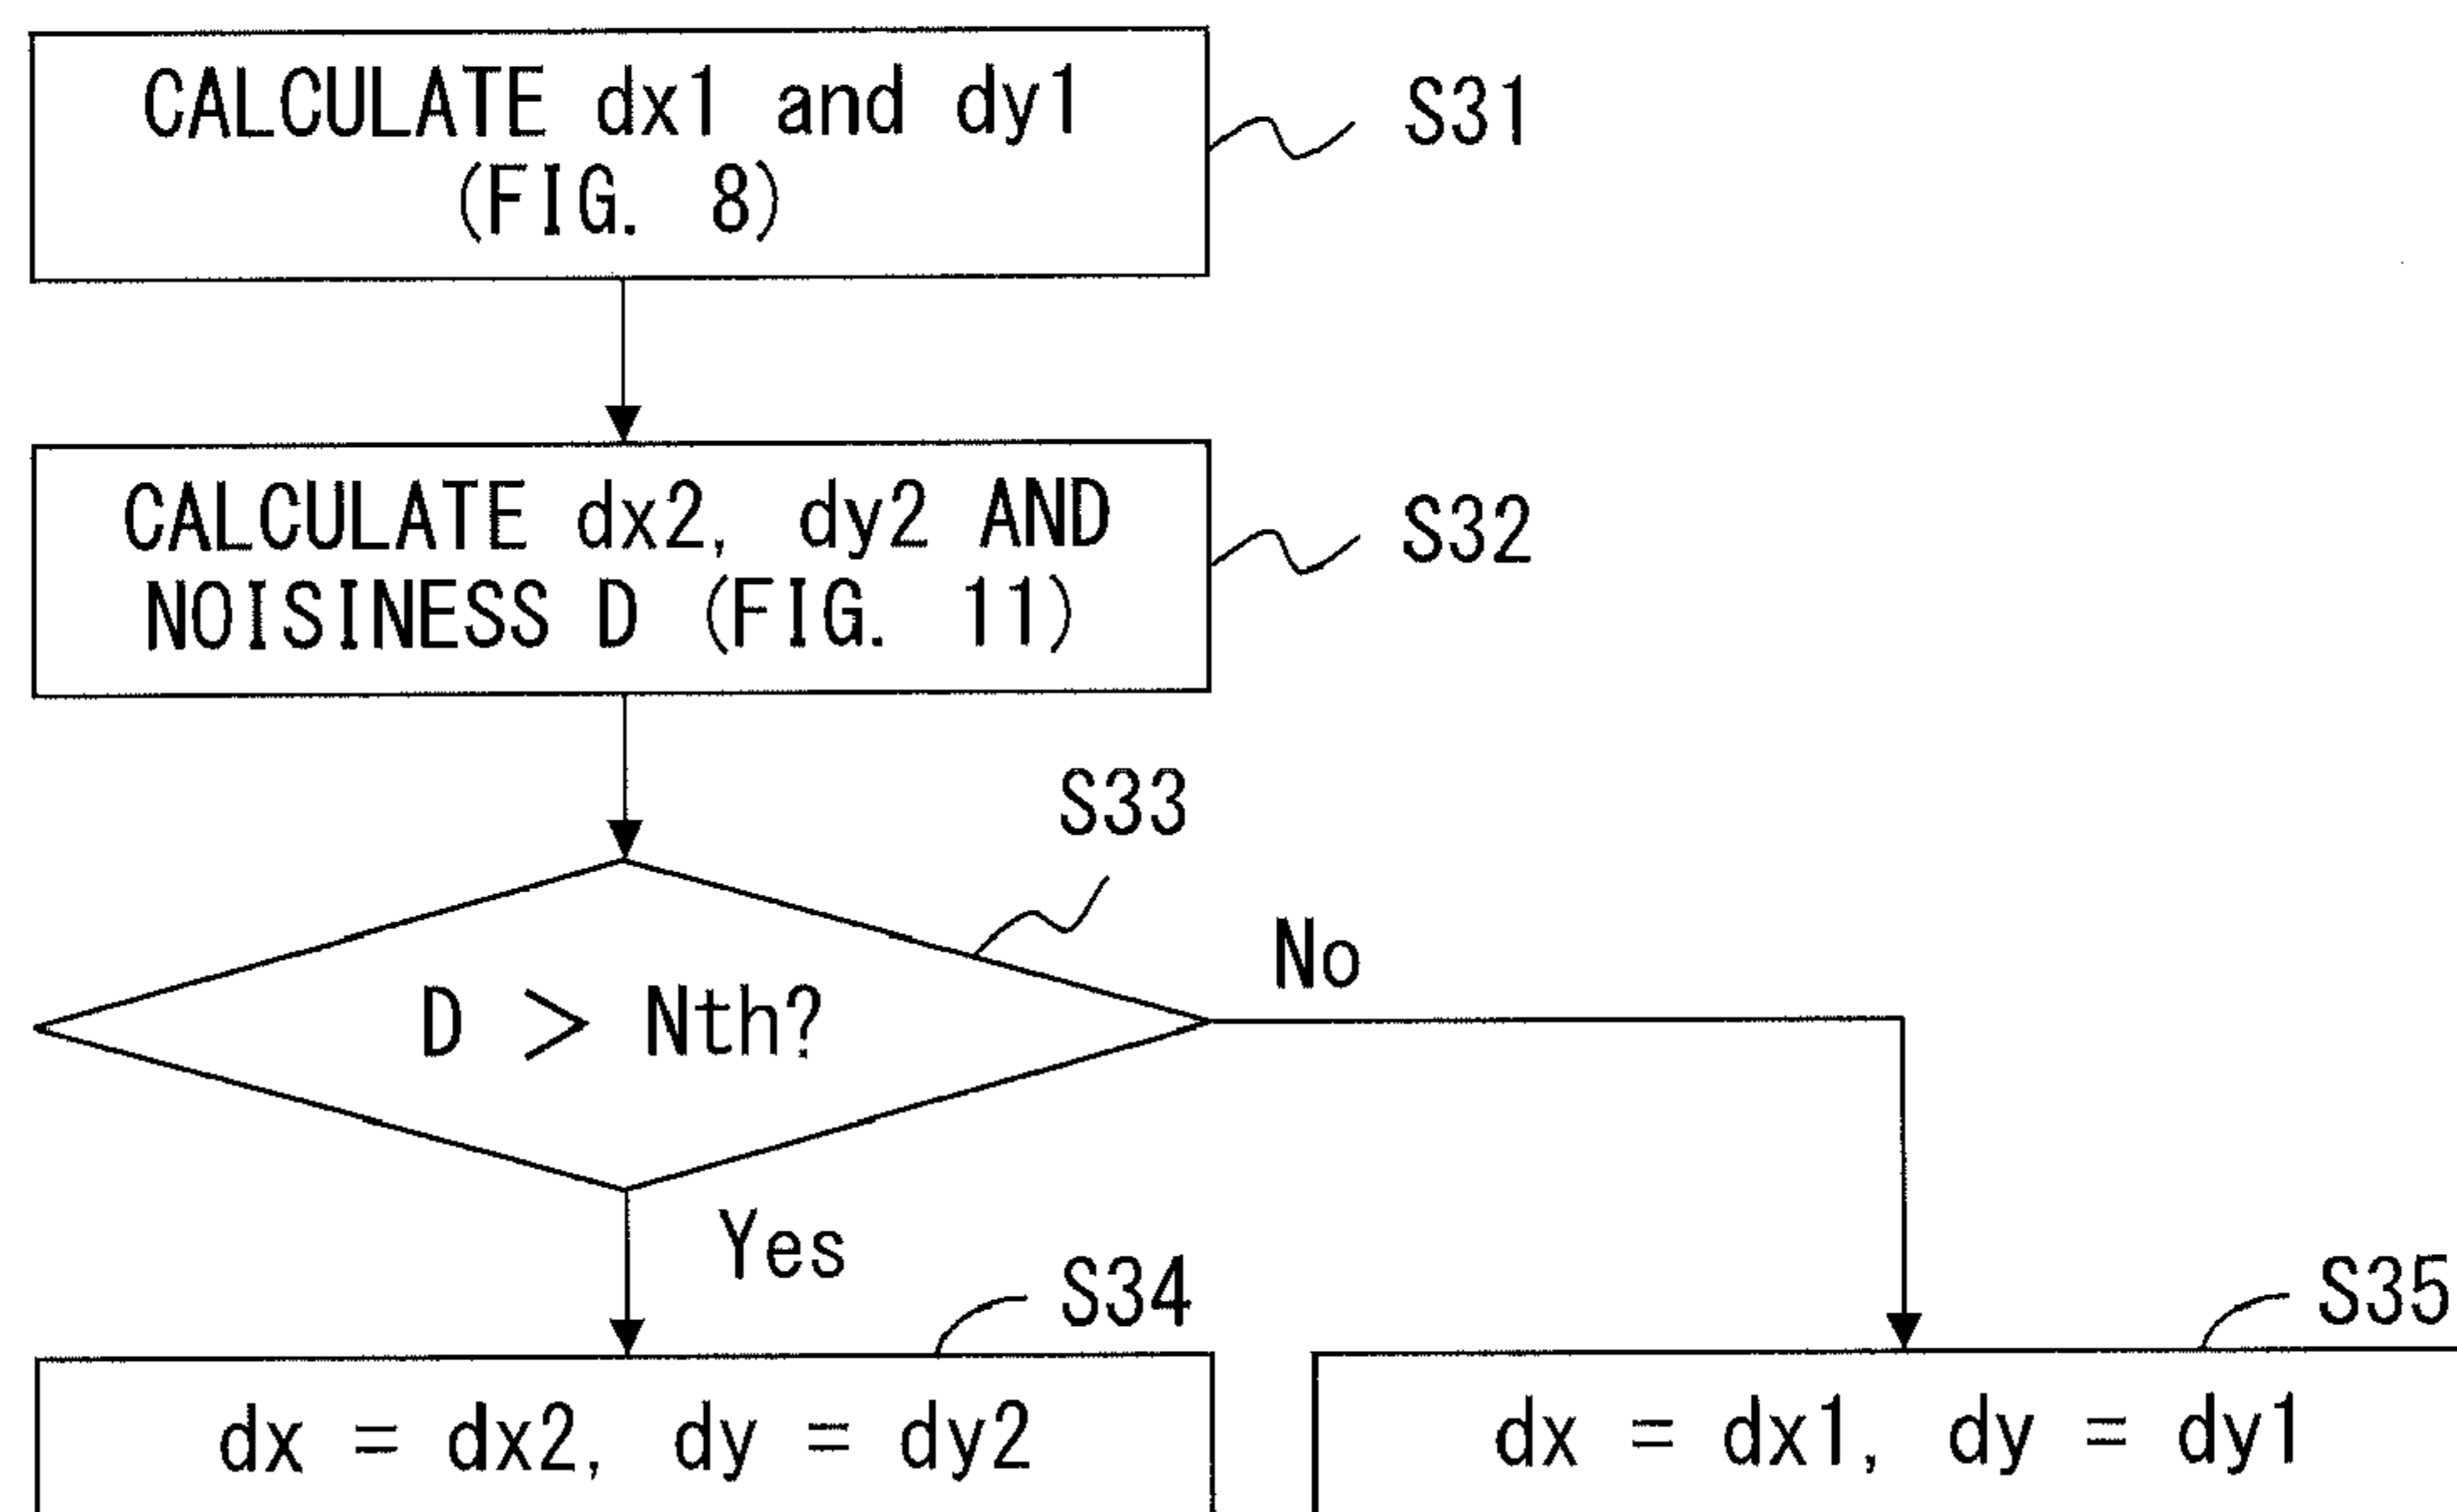 CALCULATE dx1 and dy1
(FIG. 8)
S31
CALCULATE dx2, dy2 AND
NOISINESS D (FIG. 11)
S32
S33
D > Nth?
No
Yes
S34
S35
dx = dx2, dy = dy2
dx = dx1, dy = dy1